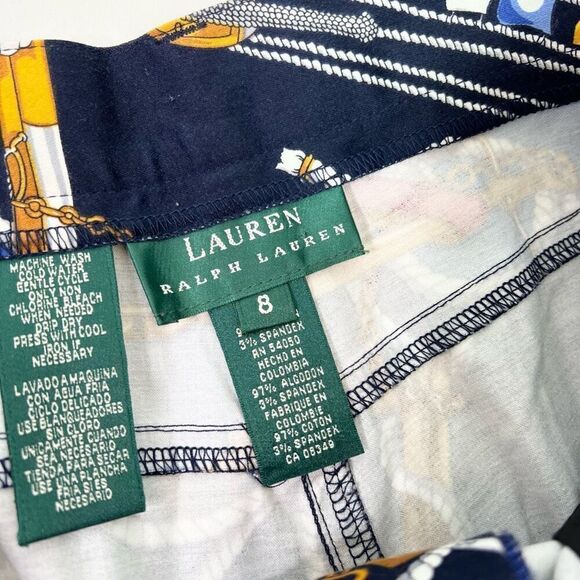 LAUREN
RALPH LAUREN
8
3% SPANDEX
RN 54050
HECHO EN
COLOMBIA
97% ALGODON
3% SPANDEX
FABRIQUE EN
COLOMBIE
97% COTON
3% SPANDEX
CA 08349
MACHINE WASH
COLD WATER
GENTLE CYCLE
ONLY NON
CHLORINE BLEACH
WHEN NEEDED
DRIP DRY
PRESS WITH COOL
IRON IF
NECESSARY
LAVADO A MAQUINA
CON AGUA FRIA
CICLO DELICADO
USE BLANQUEADORES
SIN CLORO
UNICAMENTE CUANDO
SEA NECESARIO
TIENDA PARA SECAR
USE UNA PLANCHA
FRIA SI ES
NECESARIO